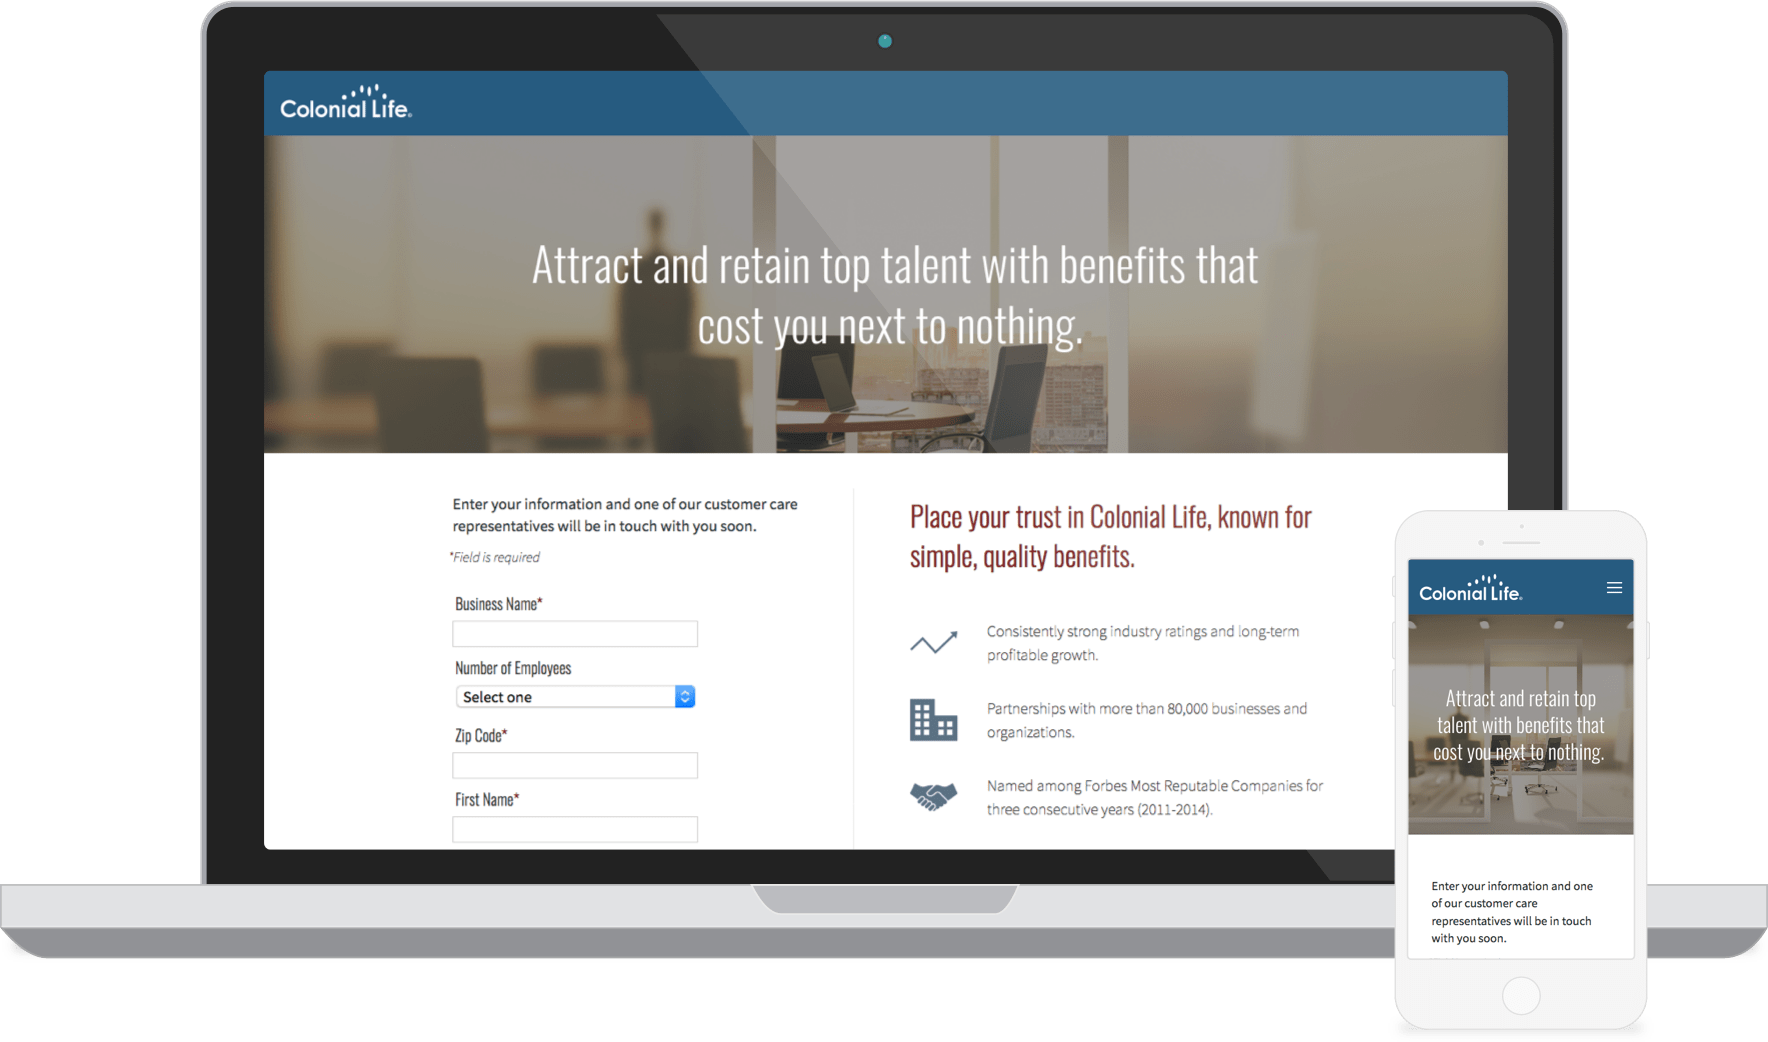 Colonial Life®
Attract and retain top talent with benefits that
cost you next to nothing.
Enter your information and one of our customer care
representatives will be in touch with you soon.
*Field is required
Business Name*
Number of Employees
Select one
Zip Code*
First Name*
Place your trust in Colonial Life, known for
simple, quality benefits.
Consistently strong industry ratings and long-term
profitable growth.
Partnerships with more than 80,000 businesses and
organizations.
Named among Forbes Most Reputable Companies for
three consecutive years (2011-2014).
Colonial Life®
Attract and retain top
talent with benefits that
cost you next to nothing.
Enter your information and one
of our customer care
representatives will be in touch
with you soon.